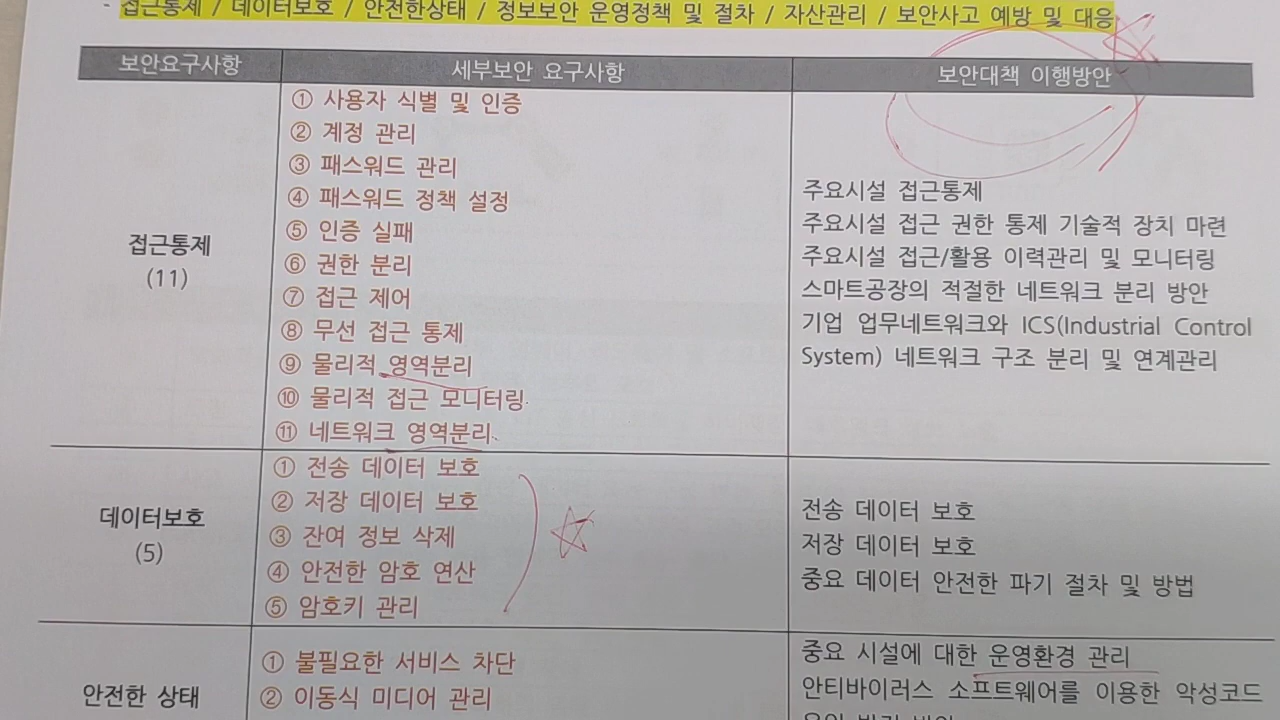 - 접근통제 / 데이터보호 / 안전한상태 / 정보보안 운영정책 및 절차 / 자산관리 / 보안사고 예방 및 대응
보안요구사항 세부보안 요구사항 보안대책 이행방안
접근통제
(11)
① 사용자 식별 및 인증
② 계정 관리
③ 패스워드 관리
④ 패스워드 정책 설정
⑤ 인증 실패
⑥ 권한 분리
⑦ 접근 제어
⑧ 무선 접근 통제
⑨ 물리적 영역분리
⑩ 물리적 접근 모니터링
⑪ 네트워크 영역분리
주요시설 접근통제
주요시설 접근 권한 통제 기술적 장치 마련
주요시설 접근/활용 이력관리 및 모니터링
스마트공장의 적절한 네트워크 분리 방안
기업 업무네트워크와 ICS(Industrial Control
System) 네트워크 구조 분리 및 연계관리
데이터보호
(5)
① 전송 데이터 보호
② 저장 데이터 보호
③ 잔여 정보 삭제
④ 안전한 암호 연산
⑤ 암호키 관리
전송 데이터 보호
저장 데이터 보호
중요 데이터 안전한 파기 절차 및 방법
안전한 상태
① 불필요한 서비스 차단
② 이동식 미디어 관리
중요 시설에 대한 운영환경 관리
안티바이러스 소프트웨어를 이용한 악성코드